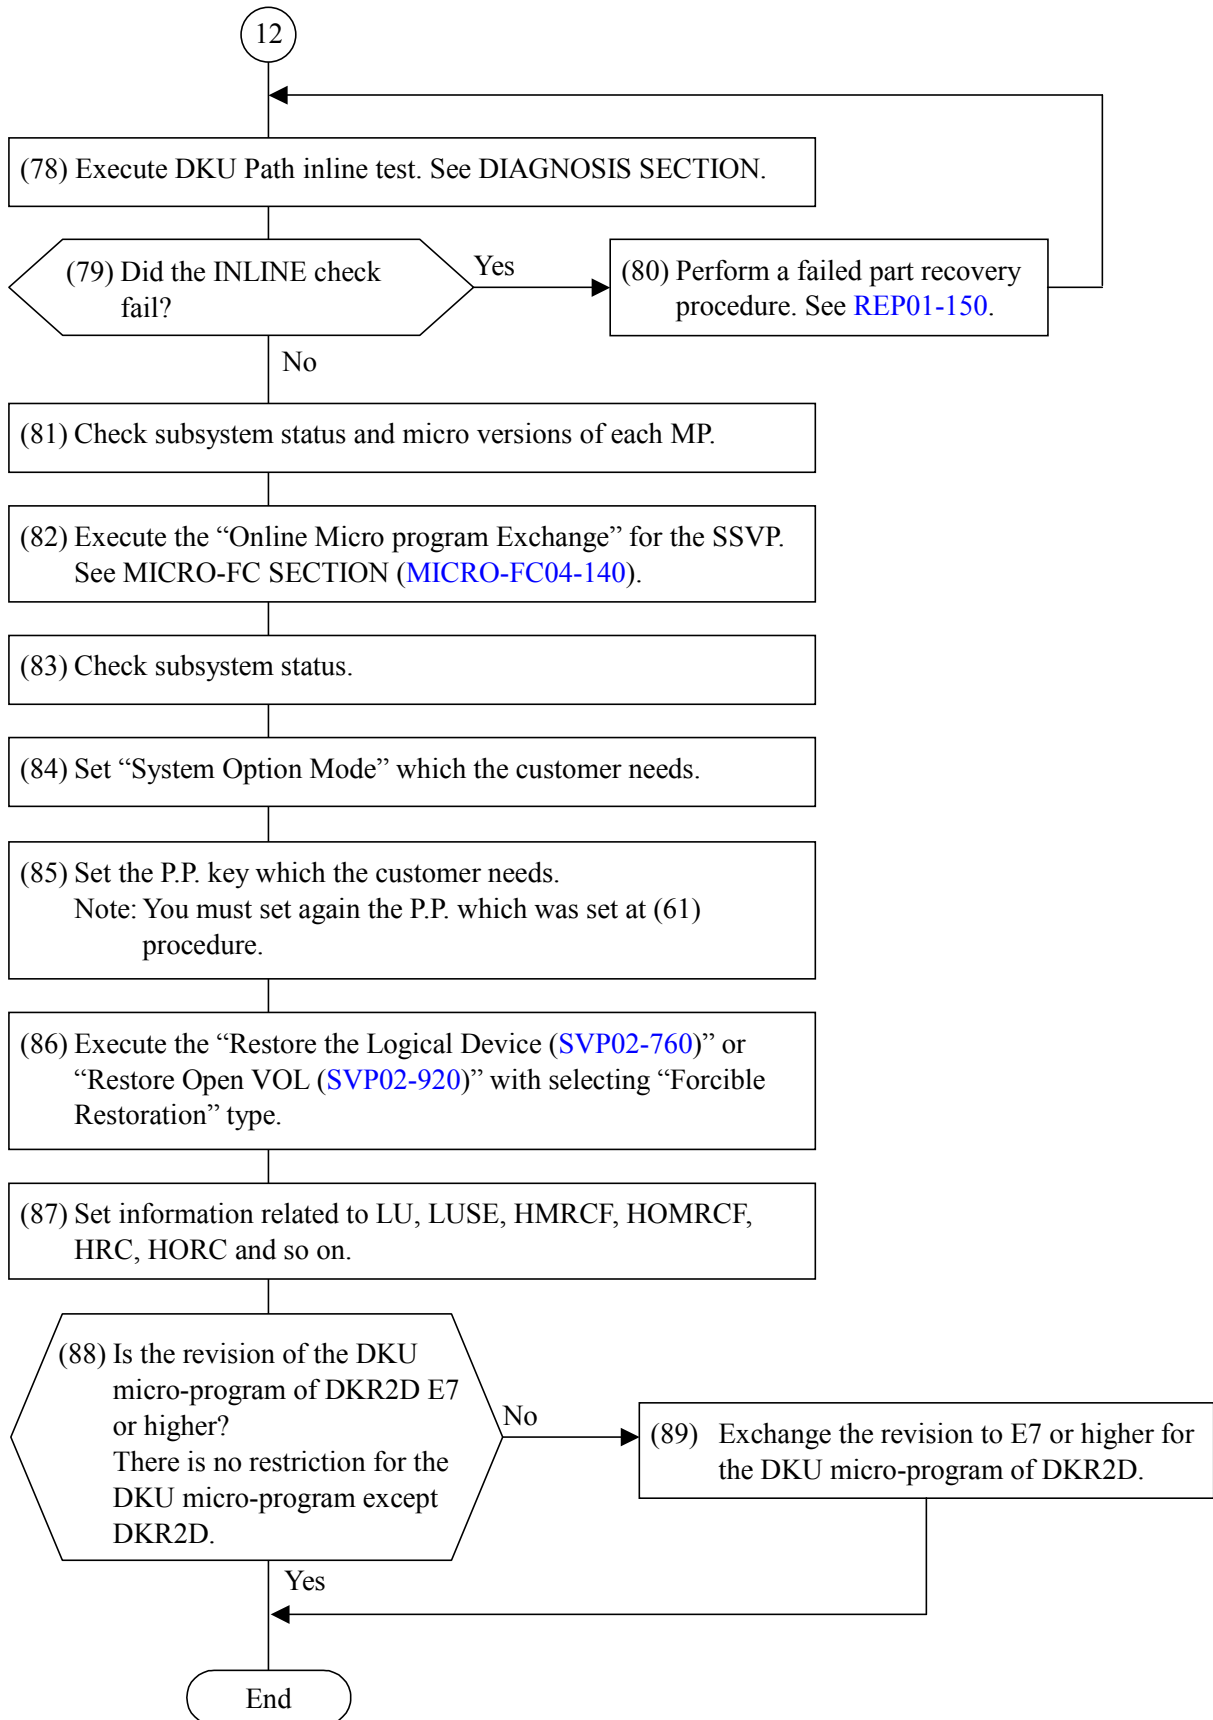 12
(78) Execute DKU Path inline test. See DIAGNOSIS SECTION.
(79) Did the INLINE check
fail?
Yes
(80) Perform a failed part recovery
procedure. See REP01-150.
No
(81) Check subsystem status and micro versions of each MP.
(82) Execute the “Online Micro program Exchange” for the SSVP.
See MICRO-FC SECTION (MICRO-FC04-140).
(83) Check subsystem status.
(84) Set “System Option Mode” which the customer needs.
(85) Set the P.P. key which the customer needs.
Note: You must set again the P.P. which was set at (61)
procedure.
(86) Execute the “Restore the Logical Device (SVP02-760)” or
“Restore Open VOL (SVP02-920)” with selecting “Forcible
Restoration” type.
(87) Set information related to LU, LUSE, HMRCF, HOMRCF,
HRC, HORC and so on.
(88) Is the revision of the DKU
micro-program of DKR2D E7
or higher?
There is no restriction for the
DKU micro-program except
DKR2D.
No
(89) Exchange the revision to E7 or higher for
the DKU micro-program of DKR2D.
Yes
End